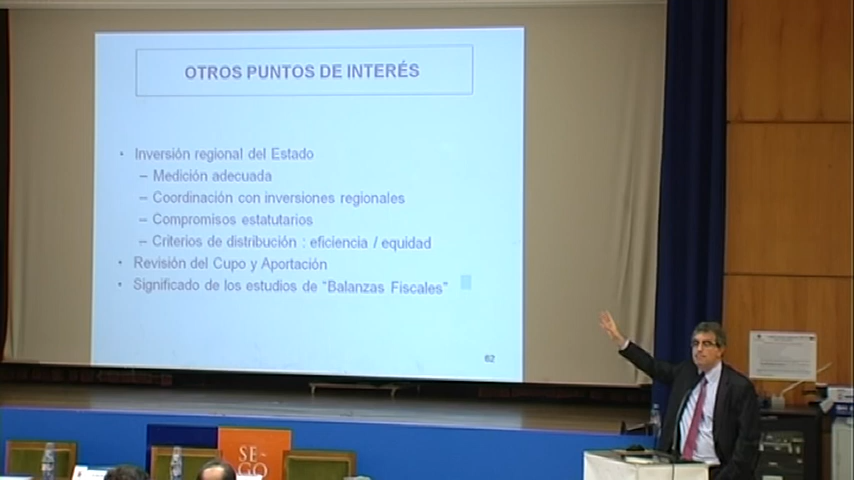 OTROS PUNTOS DE INTERÉS
• Inversión regional del Estado
– Medición adecuada
– Coordinación con inversiones regionales
– Compromisos estatutarios
– Criterios de distribución : eficiencia / equidad
• Revisión del Cupo y Aportación
• Significado de los estudios de "Balanzas Fiscales"
62
SE~
GO